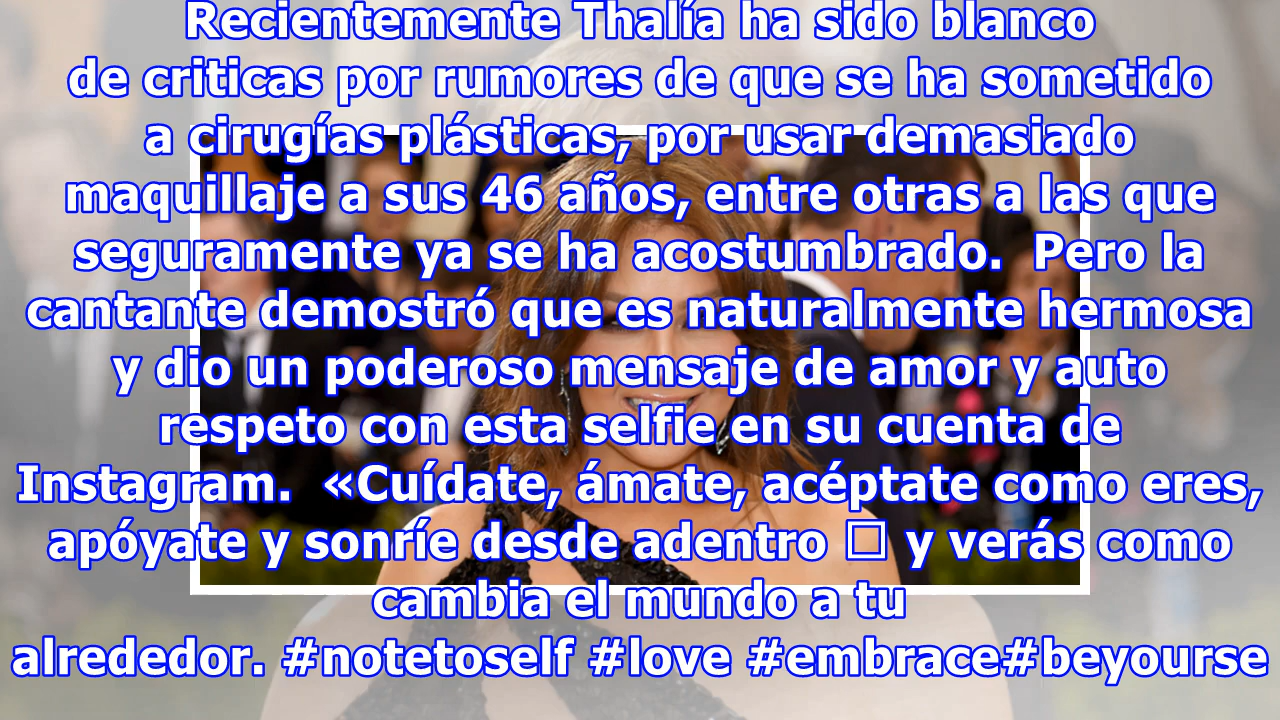 Recientemente Thalía ha sido blanco
de criticas por rumores de que se ha sometido
a cirugías plásticas, por usar demasiado
maquillaje a sus 46 años, entre otras a las que
seguramente ya se ha acostumbrado.  Pero la
cantante demostró que es naturalmente hermosa
y dio un poderoso mensaje de amor y auto
respeto con esta selfie en su cuenta de
Instagram.  «Cuídate, ámate, acéptate como eres,
apóyate y sonríe desde adentro □ y verás como
cambia el mundo a tu
alrededor. #notetoself #love #embrace#beyourse